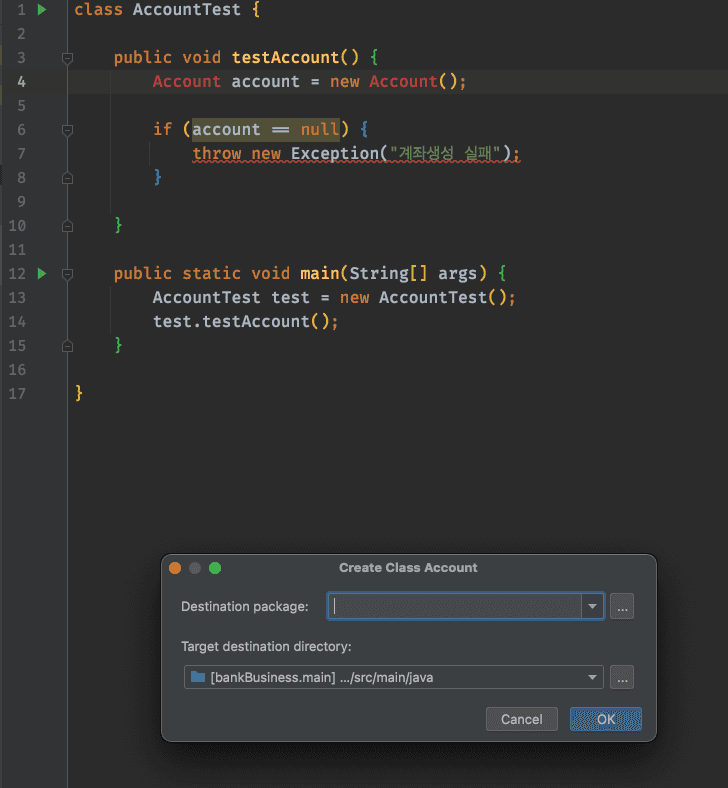 1 class AccountTest {
2
3 public void testAccount() {
4 Account account = new Account();
5
6 if (account == null) {
7 throw new Exception("계좌생성 실패");
8 }
9
10 }
11
12 public static void main(String[] args) {
13 AccountTest test = new AccountTest();
14 test.testAccount();
15 }
16
17 }
Create Class Account
Destination package:
...
Target destination directory:
[bankBusiness.main] .../src/main/java
...
Cancel OK